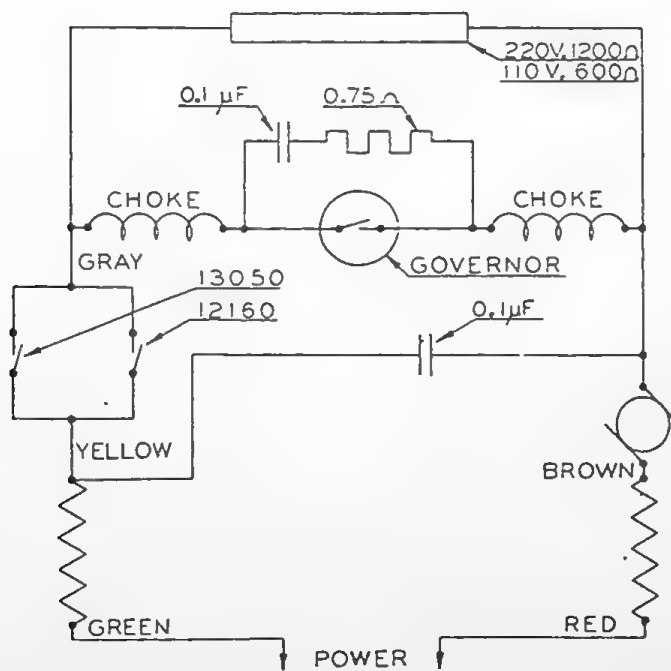 220V, 1200Ω
110V, 600Ω
0.1 µF
0.75Ω
CHOKE
CHOKE
GRAY
GOVERNOR
13050
12160
0.1µF
YELLOW
BROWN
GREEN
RED
POWER